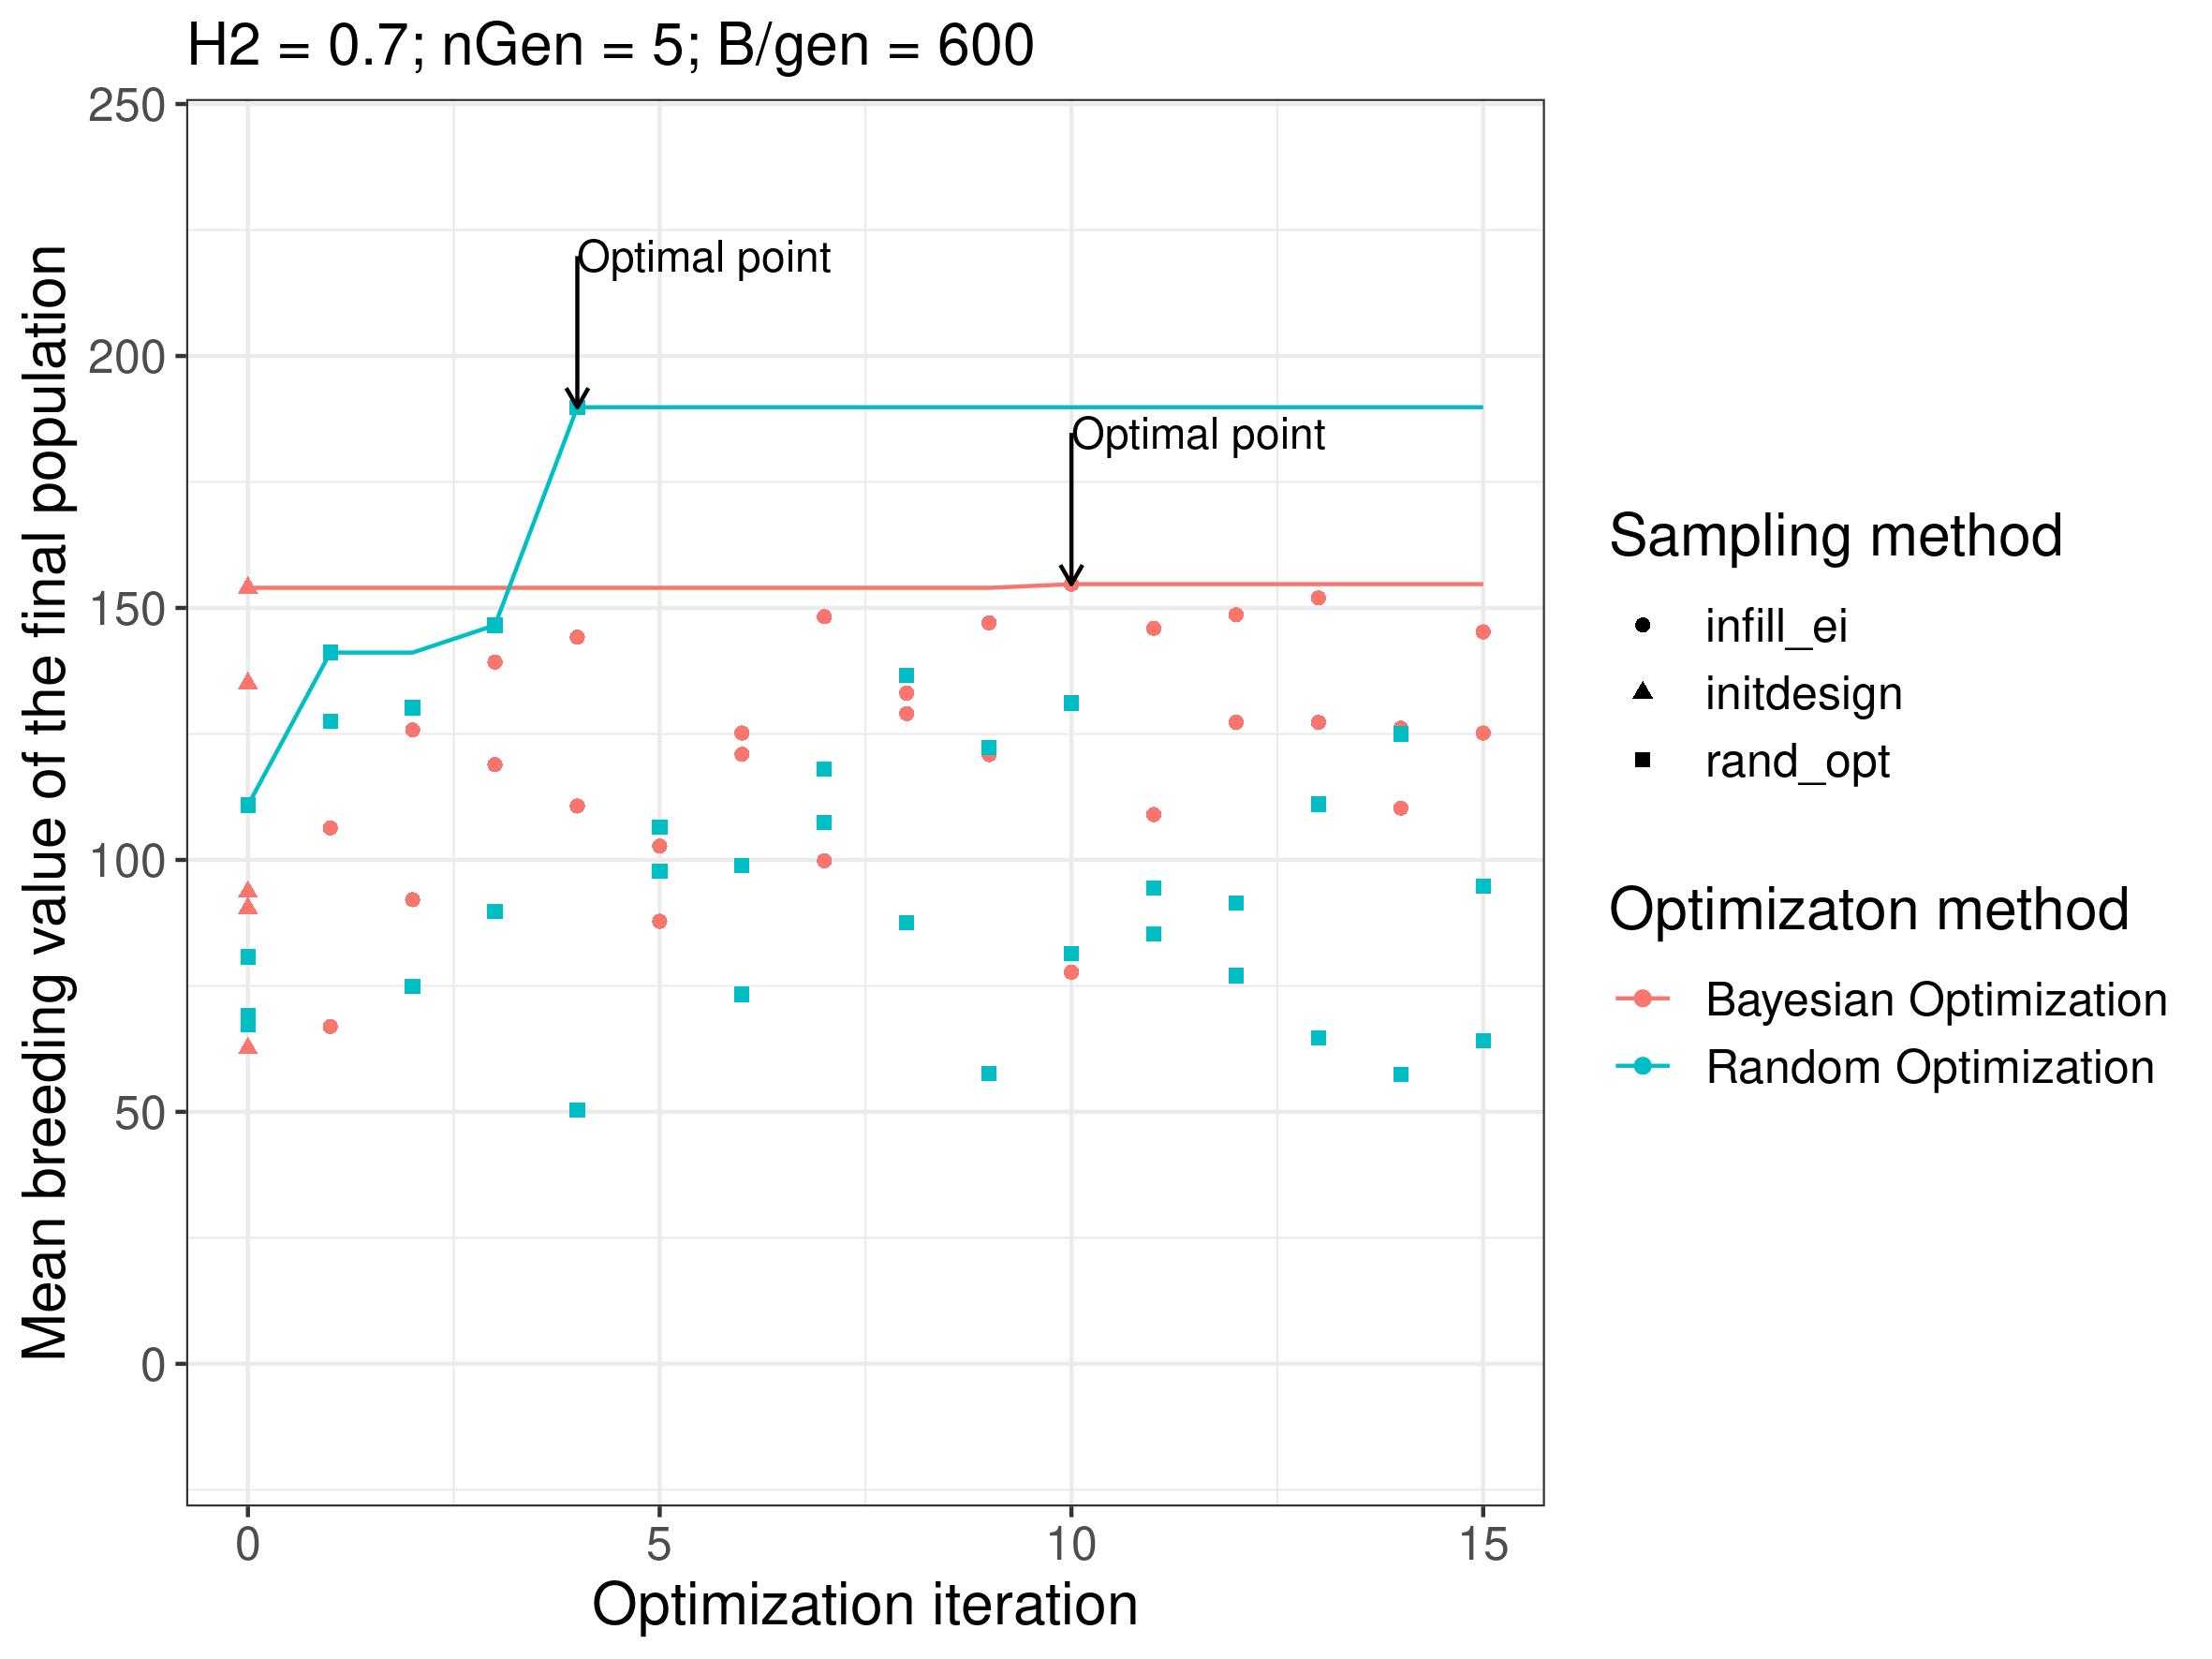 H2 = 0.7; nGen = 5; B/gen = 600
Mean breeding value of the final population
250
200
150
100
50
0
Optimal point
Optimal point
0 5 10 15
Optimization iteration
Sampling method
infill_ei
initdesign
rand_opt
Optimizaton method
Bayesian Optimization
Random Optimization